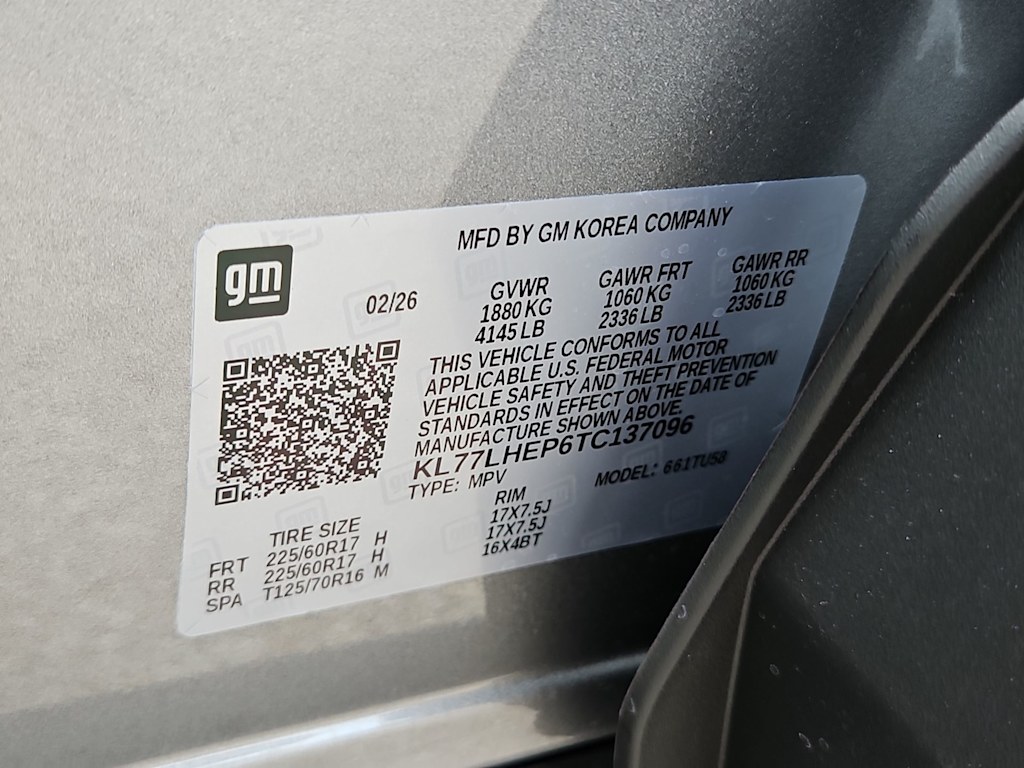 MFD BY GM KOREA COMPANY
gm
02/26
GVWR GAWR FRT GAWR RR
1880 KG 1060 KG 1060 KG
4145 LB 2336 LB 2336 LB
THIS VEHICLE CONFORMS TO ALL
APPLICABLE U.S. FEDERAL MOTOR
VEHICLE SAFETY AND THEFT PREVENTION
STANDARDS IN EFFECT ON THE DATE OF
MANUFACTURE SHOWN ABOVE.
KL77LHEP6TC137096
TYPE: MPV MODEL: 661TU58
TIRE SIZE RIM
FRT 225/60R17 H 17X7.5J
RR 225/60R17 H 17X7.5J
SPA T125/70R16 M 16X4BT